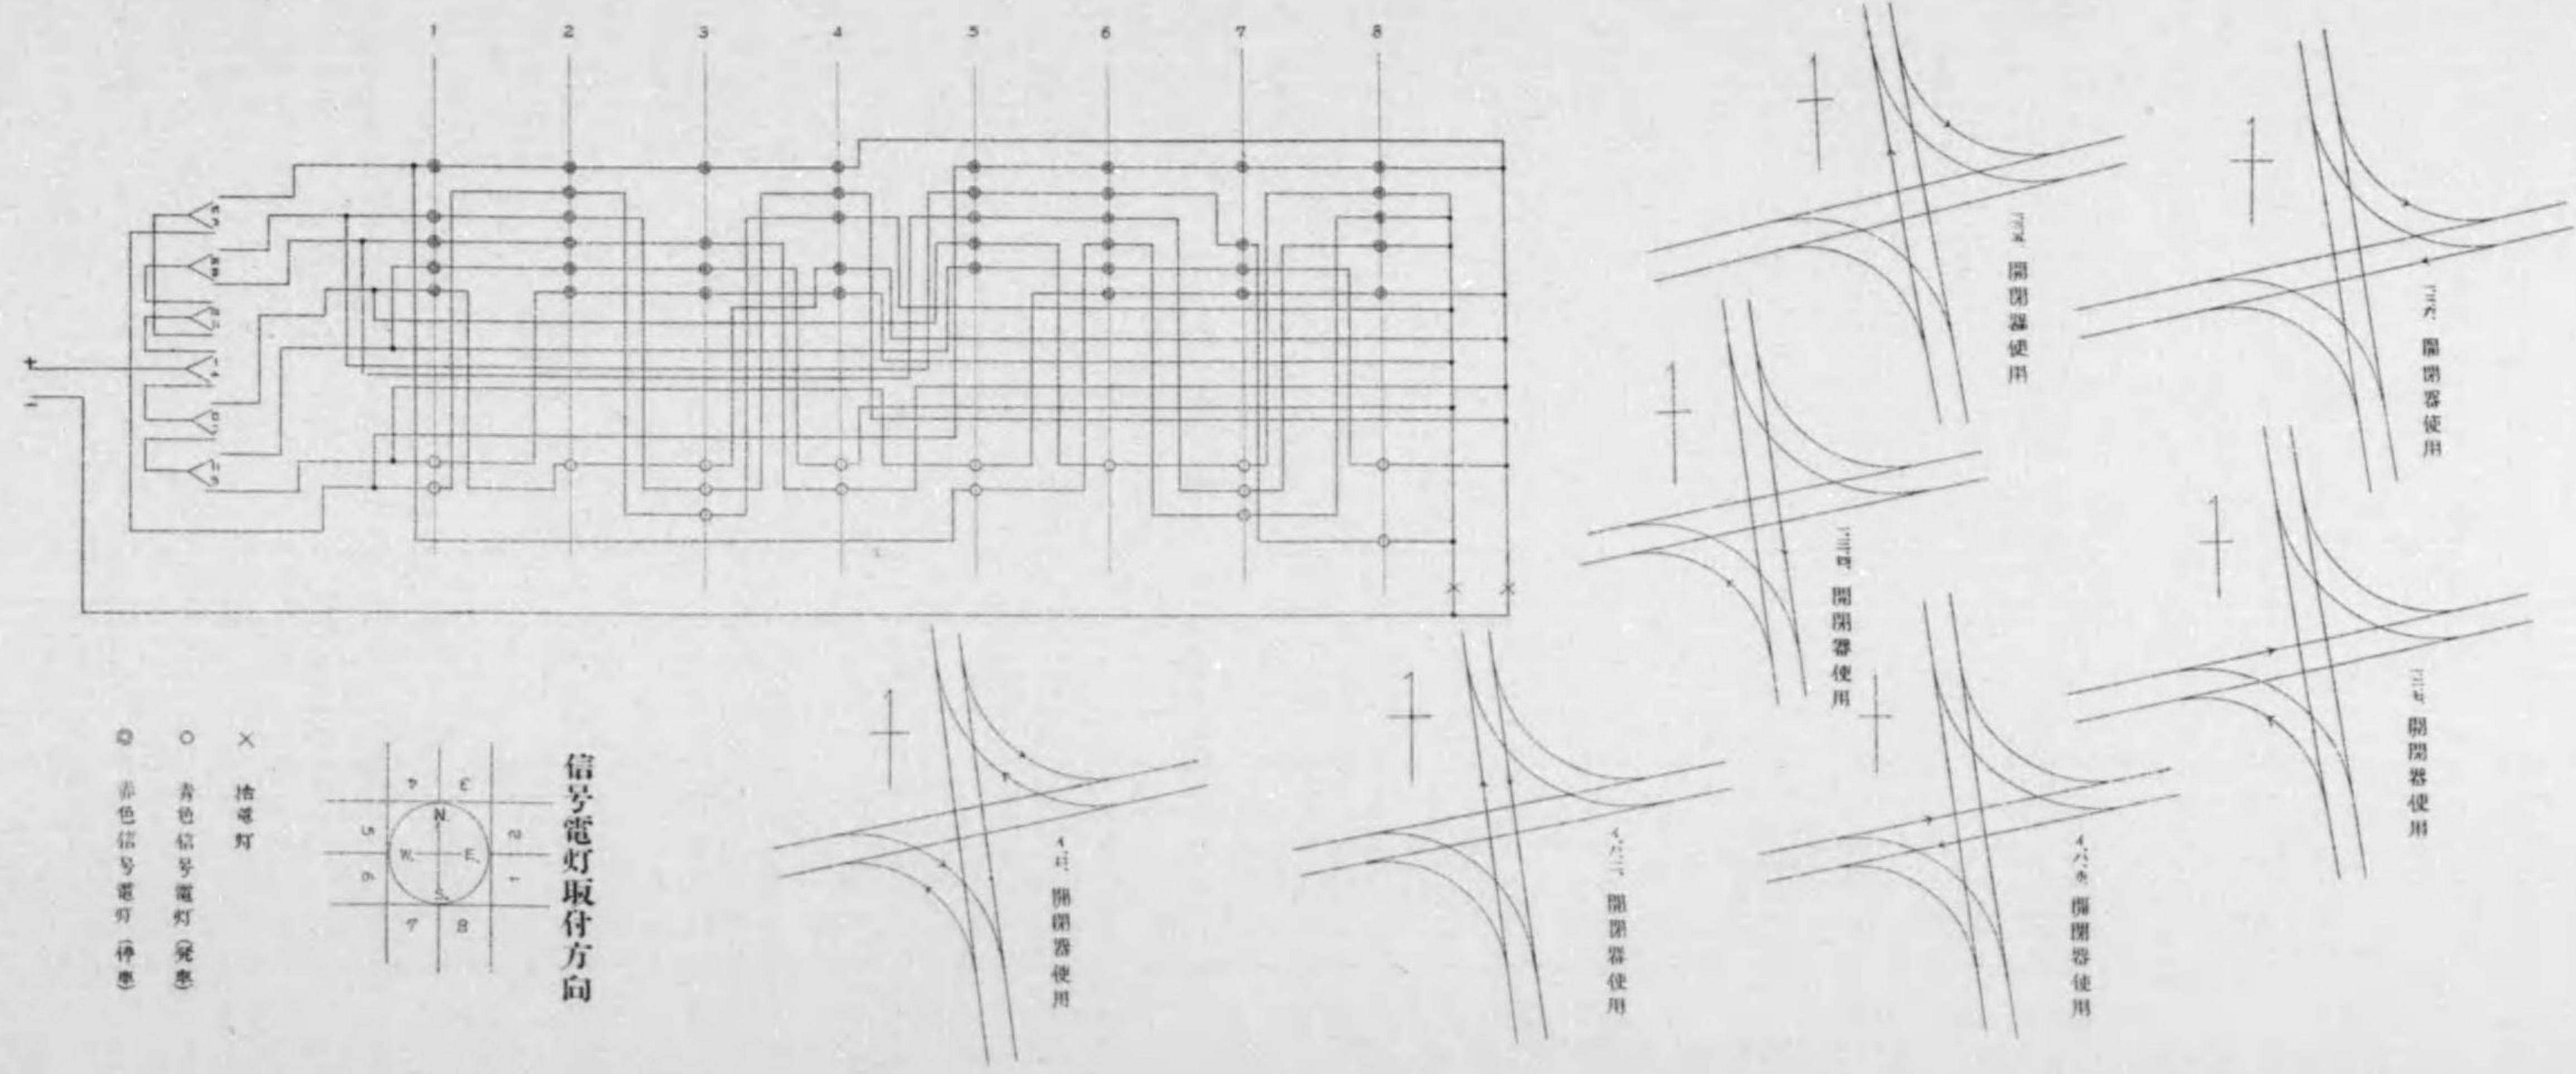 1 2 3 4 5 6 7 8
+
−
信号電灯取付方向
N.
W. E.
S.
1
2
3
4
5
6
7
8
× 捨電灯
○ 青色信号電灯(発車)
◎ 赤色信号電灯(停車)
開閉器使用
開閉器使用
開閉器使用
開閉器使用
開閉器使用
開閉器使用
開閉器使用